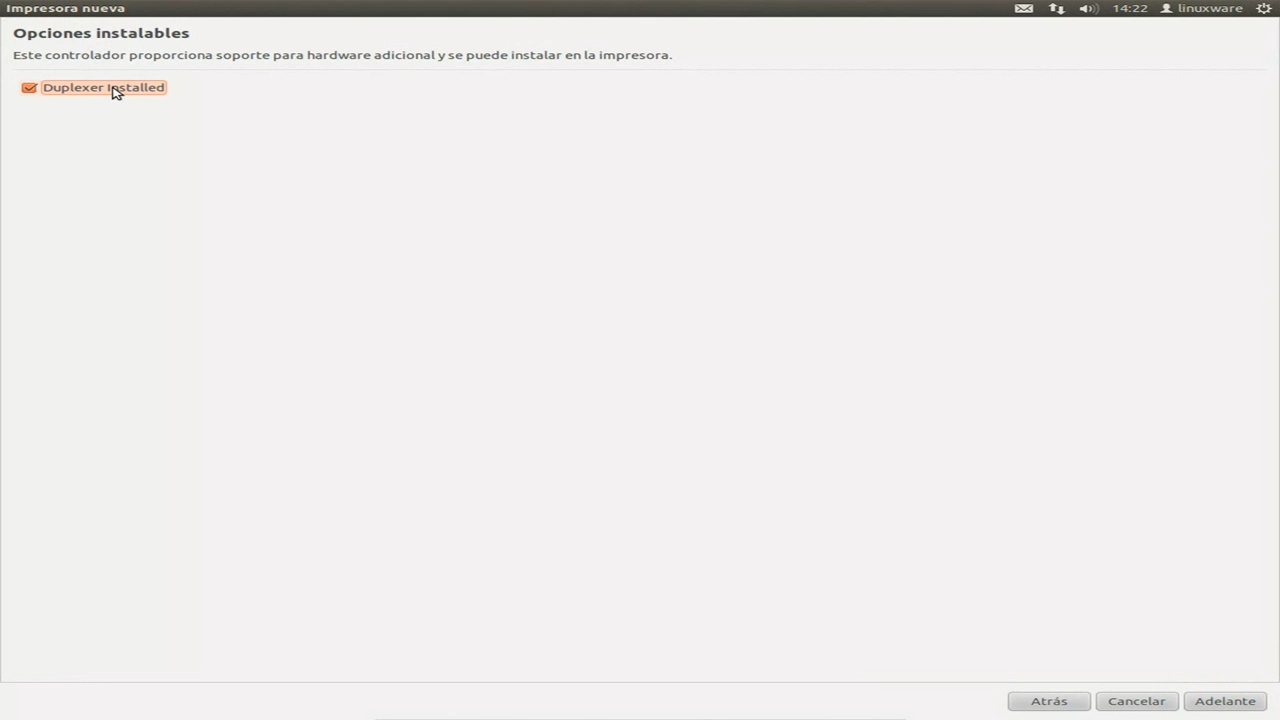 Impresora nueva
14:22 linuxware
Opciones instalables
Este controlador proporciona soporte para hardware adicional y se puede instalar en la impresora.
Duplexer Installed
Atrás Cancelar Adelante